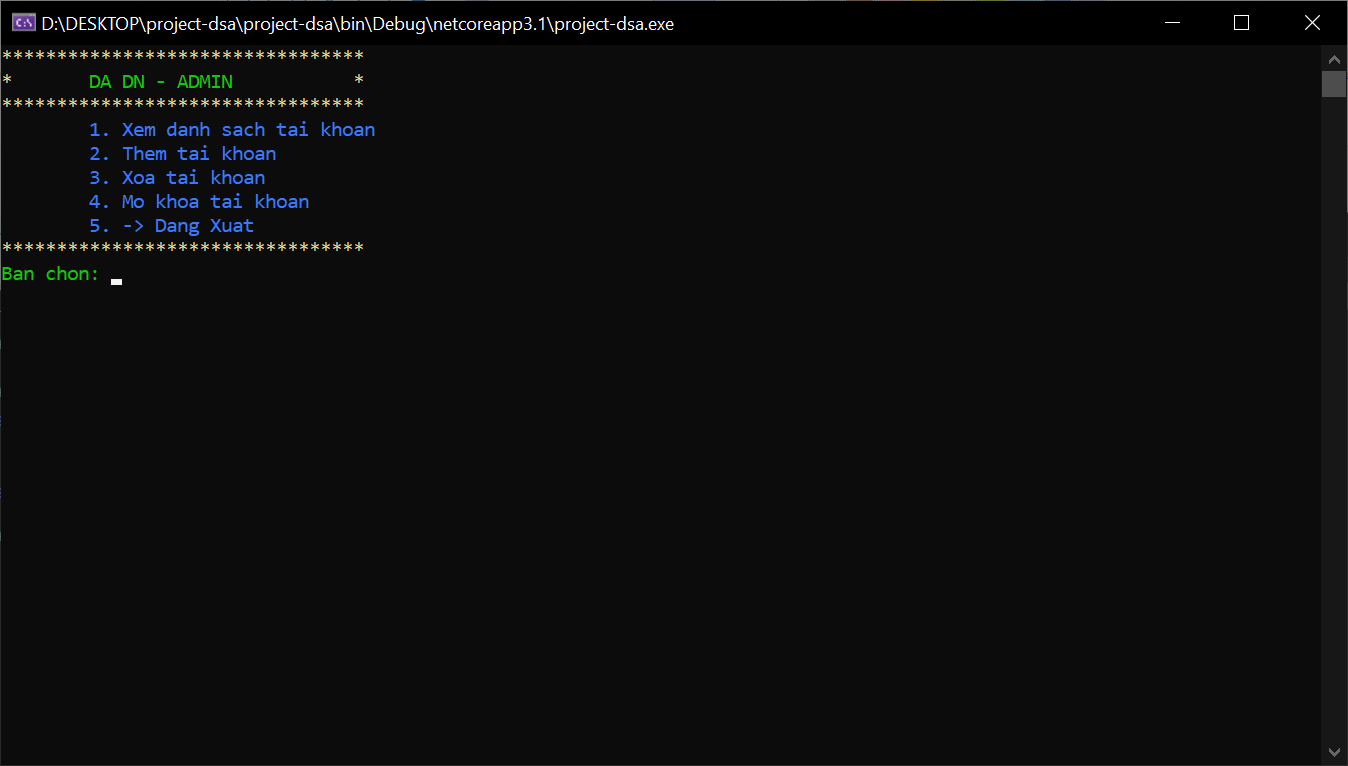 D:\DESKTOP\project-dsa\project-dsa\bin\Debug\netcoreapp3.1\project-dsa.exe
*********************************
* DA DN - ADMIN *
*********************************
1. Xem danh sach tai khoan
2. Them tai khoan
3. Xoa tai khoan
4. Mo khoa tai khoan
5. -> Dang Xuat
*********************************
Ban chon: